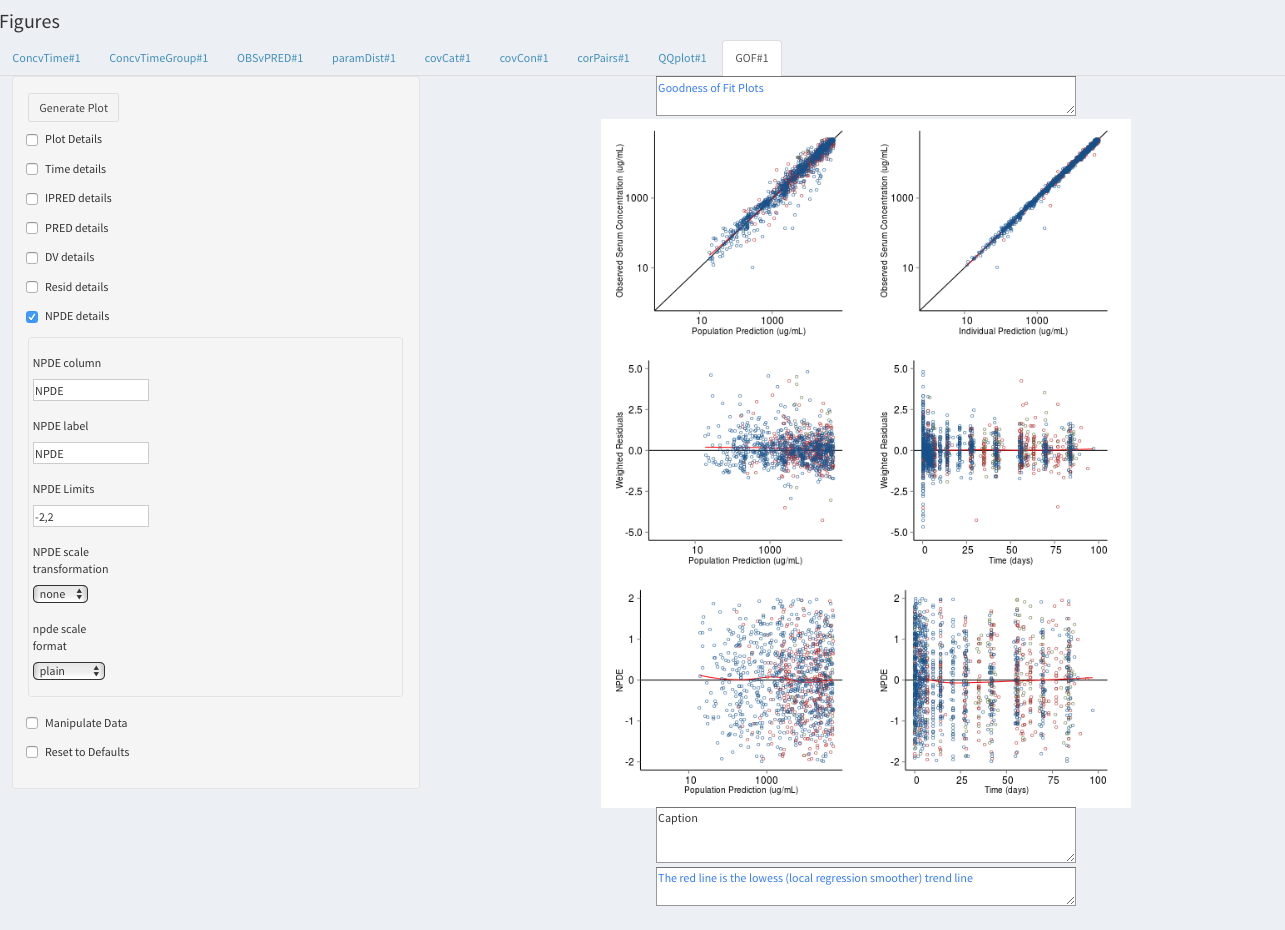 Figures
ConcvTime#1 ConcvTimeGroup#1 OBSvPRED#1 paramDist#1 covCat#1 covCon#1 corPairs#1 QQplot#1 GOF#1
Generate Plot
Plot Details
Time details
IPRED details
PRED details
DV details
Resid details
NPDE details
NPDE column
NPDE
NPDE label
NPDE
NPDE Limits
-2,2
NPDE scale
transformation
none
npde scale
format
plain
Manipulate Data
Reset to Defaults
Goodness of Fit Plots
Observed Serum Concentration (ug/mL)
1000
10
10 1000
Population Prediction (ug/mL)
Observed Serum Concentration (ug/mL)
1000
10
10 1000
Individual Prediction (ug/mL)
Weighted Residuals
5.0
2.5
0.0
-2.5
-5.0
10 1000
Population Prediction (ug/mL)
Weighted Residuals
5.0
2.5
0.0
-2.5
-5.0
0 25 50 75 100
Time (days)
NPDE
2
1
0
-1
-2
10 1000
Population Prediction (ug/mL)
NPDE
2
1
0
-1
-2
0 25 50 75 100
Time (days)
Caption
The red line is the lowess (local regression smoother) trend line